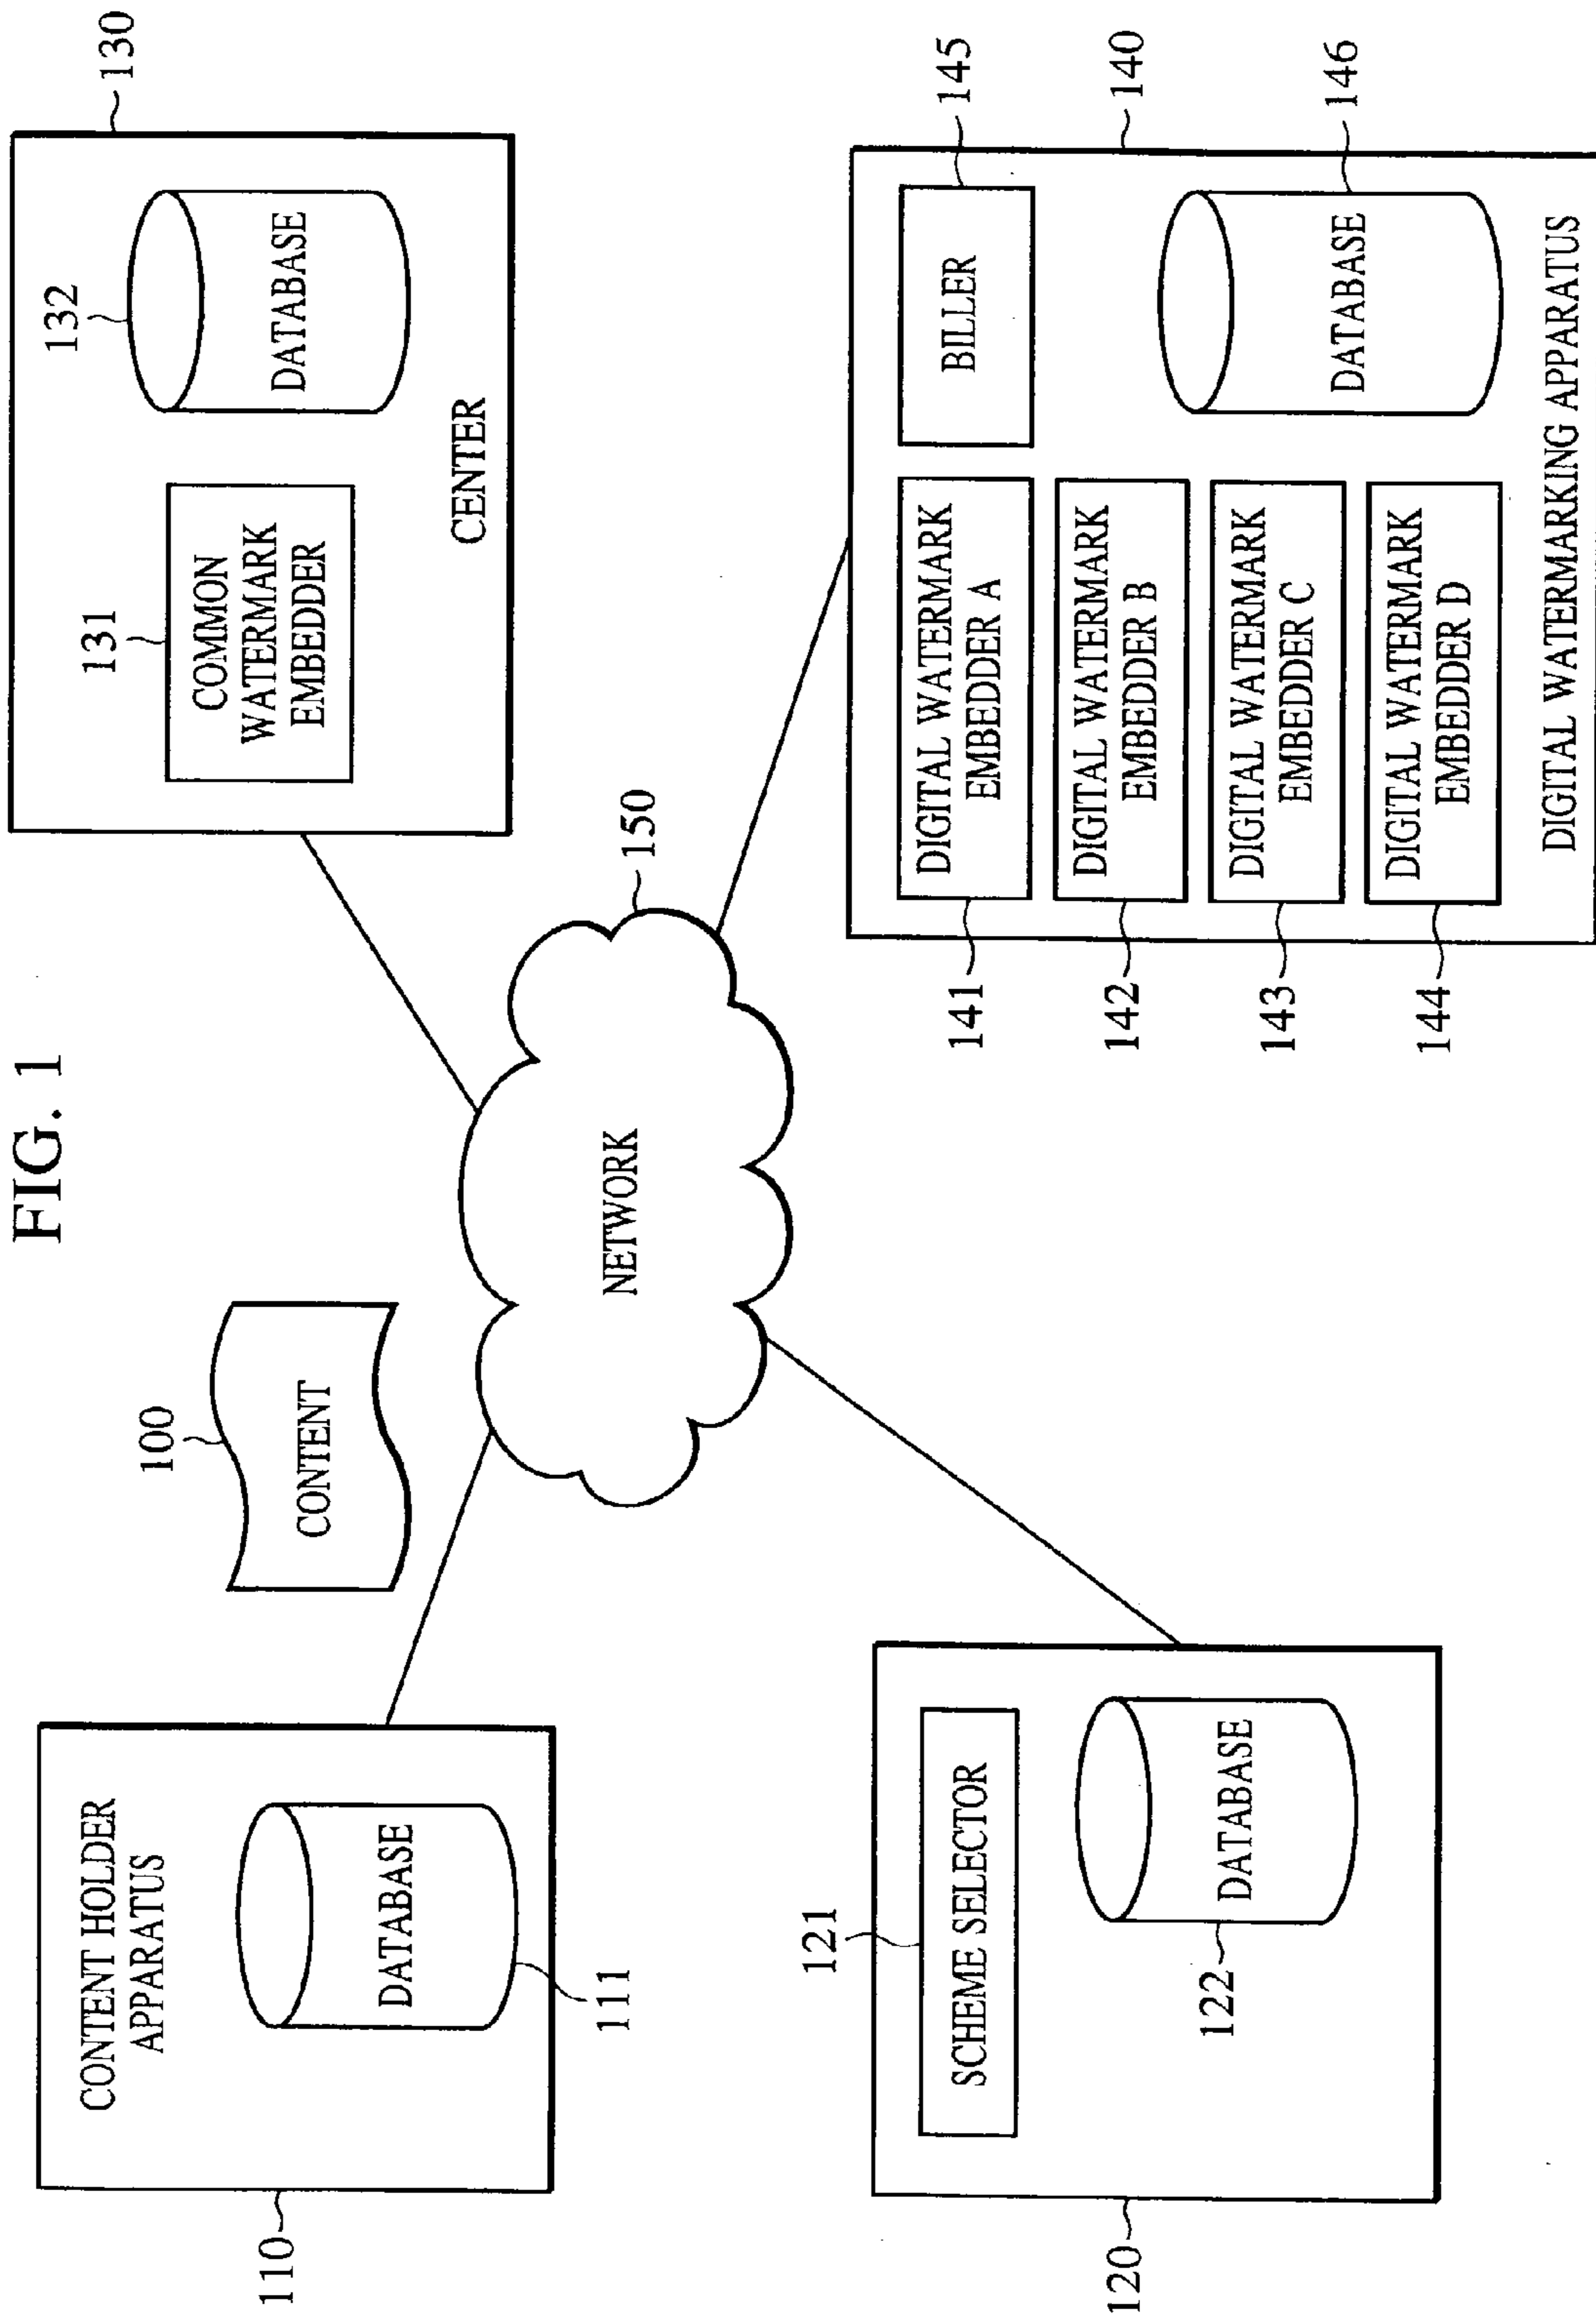 FIG. 1
110
CONTENT HOLDER
APPARATUS
DATABASE
111
100
CONTENT
130
131
COMMON
WATERMARK
EMBEDDER
132
DATABASE
CENTER
NETWORK
150
120
121
SCHEME SELECTOR
122
DATABASE
141
DIGITAL WATERMARK
EMBEDDER A
142
DIGITAL WATERMARK
EMBEDDER B
143
DIGITAL WATERMARK
EMBEDDER C
144
DIGITAL WATERMARK
EMBEDDER D
BILLER
145
140
DATABASE
146
DIGITAL WATERMARKING APPARATUS